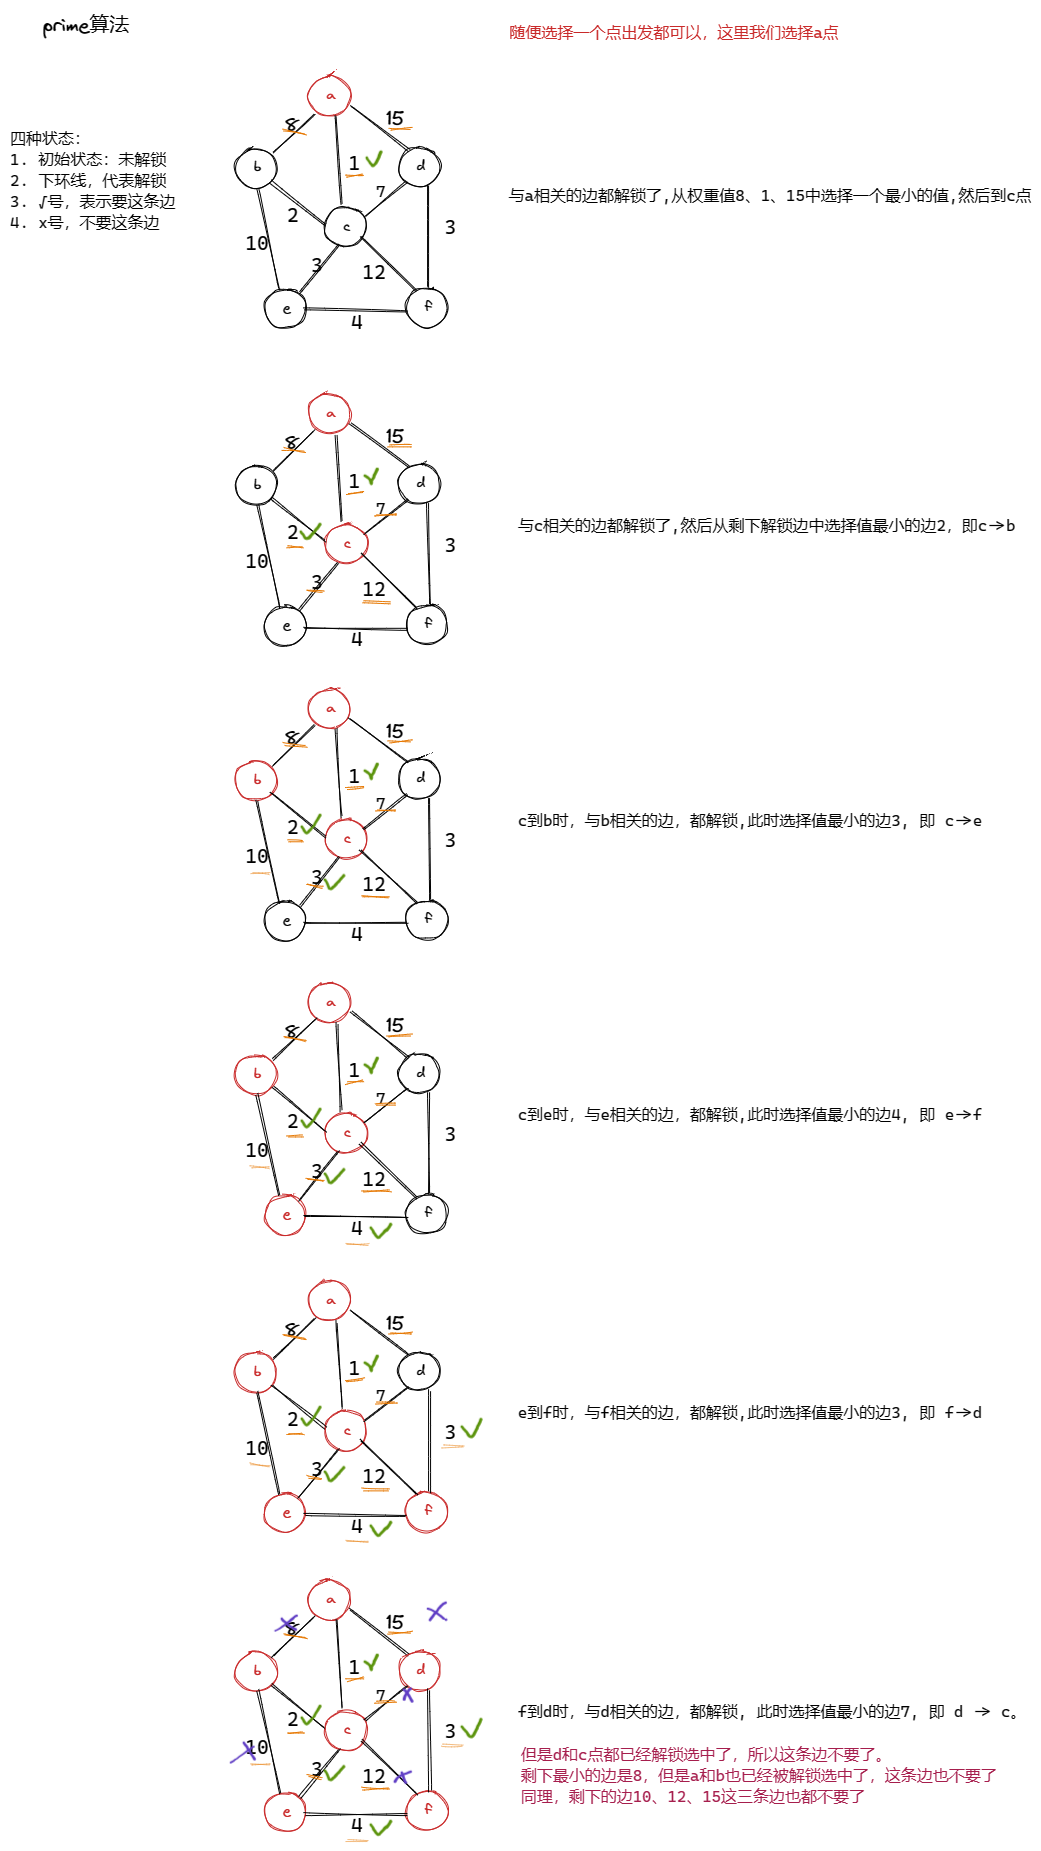 prime算法
随便选择一个点出发都可以，这里我们选择a点
四种状态：
1. 初始状态：未解锁
2. 下环线，代表解锁
3. √号，表示要这条边
4. x号，不要这条边
a
8
15
b
1
d
7
2
c
10
3
3
12
e
f
4
与a相关的边都解锁了,从权重值8、1、15中选择一个最小的值,然后到c点
a
8
15
b
1
d
7
2
c
10
3
3
12
e
f
4
与c相关的边都解锁了,然后从剩下解锁边中选择值最小的边2，即c→b
a
8
15
b
1
d
7
2
c
10
3
3
12
e
f
4
c到b时，与b相关的边，都解锁,此时选择值最小的边3, 即 c→e
a
8
15
b
1
d
7
2
c
10
3
3
12
e
f
4
c到e时，与e相关的边，都解锁,此时选择值最小的边4, 即 e→f
a
8
15
b
1
d
7
2
c
10
3
3
12
e
f
4
e到f时，与f相关的边，都解锁,此时选择值最小的边3, 即 f→d
a
8
15
b
1
d
7
2
c
10
3
3
12
e
f
4
f到d时，与d相关的边，都解锁, 此时选择值最小的边7, 即 d → c。
但是d和c点都已经解锁选中了，所以这条边不要了。
剩下最小的边是8，但是a和b也已经被解锁选中了，这条边也不要了
同理，剩下的边10、12、15这三条边也都不要了